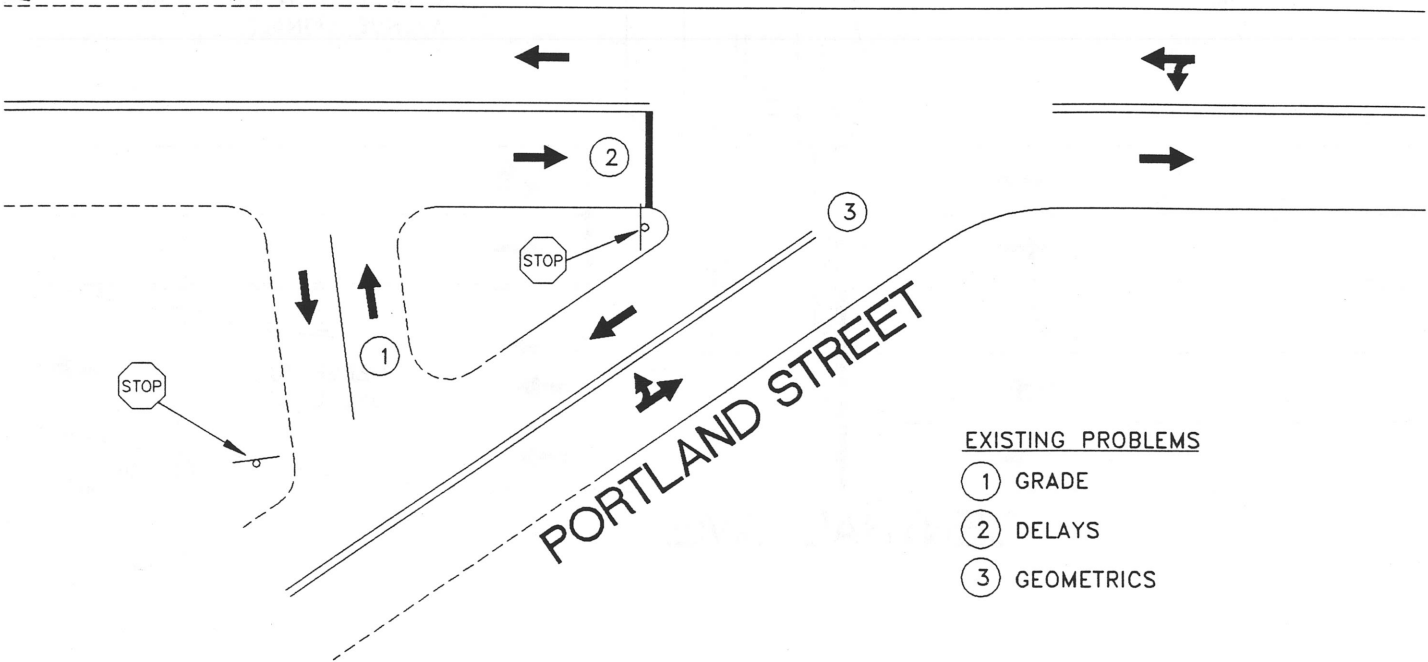 2
3
STOP
1
STOP
PORTLAND STREET
EXISTING PROBLEMS
1 GRADE
2 DELAYS
3 GEOMETRICS